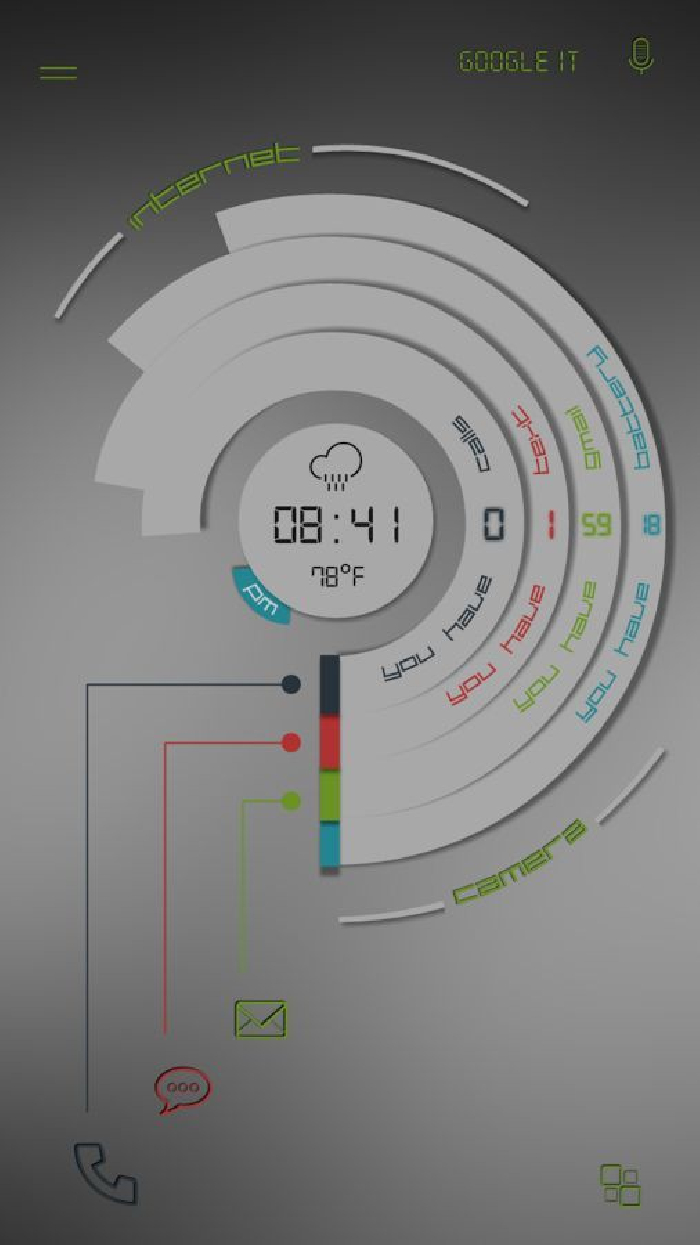 GOOGLE IT
internet
08:41
78°F
pm
you have 0 calls
you have -- text
you have 59 gmail
you have 18 battery
camera